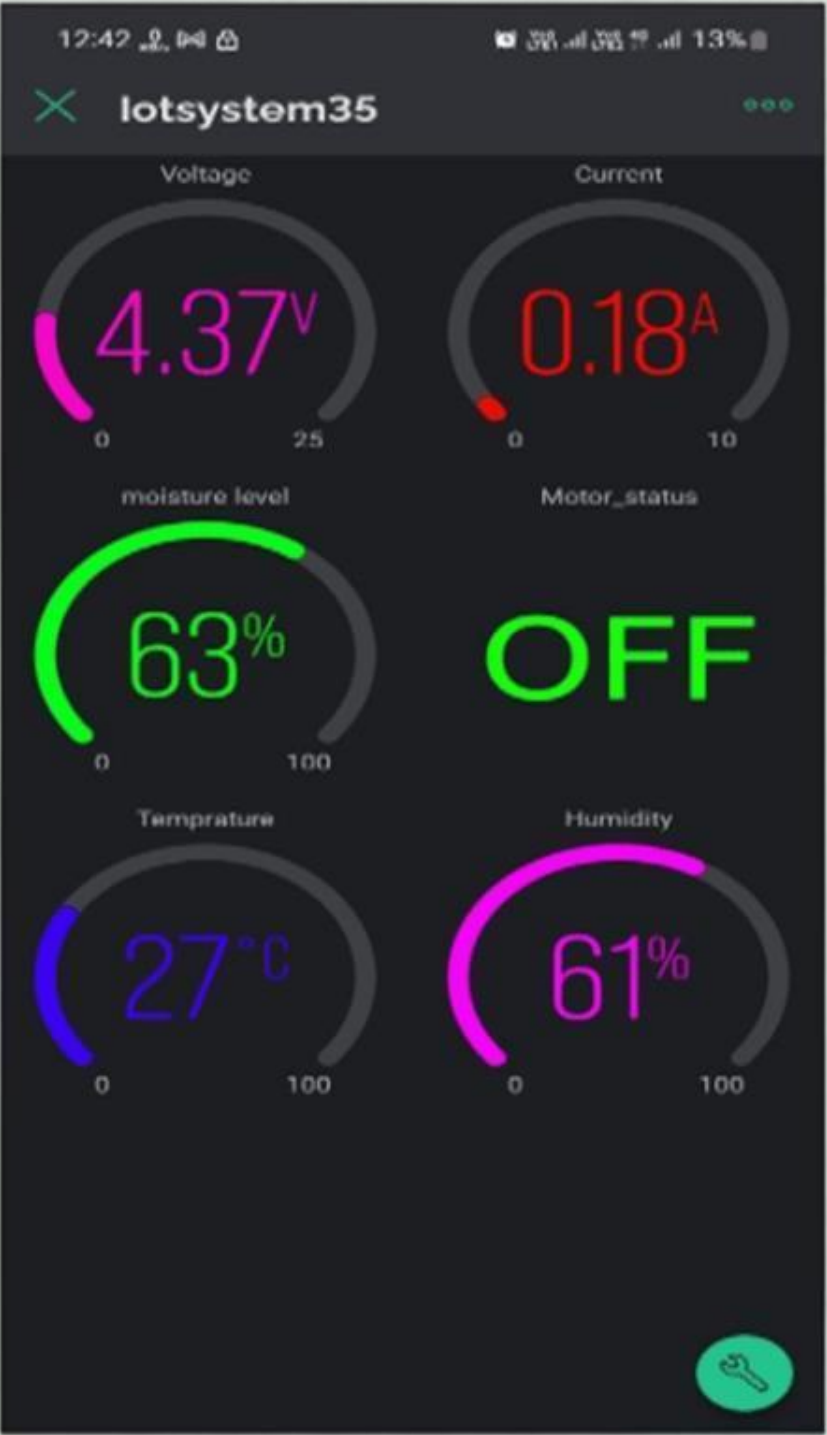 12:42 13%
Iotsystem35
Voltage Current
4.37V 0.18A
0 25 0 10
moisture level Motor_status
63% OFF
0 100
Temprature Humidity
27°C 61%
0 100 0 100